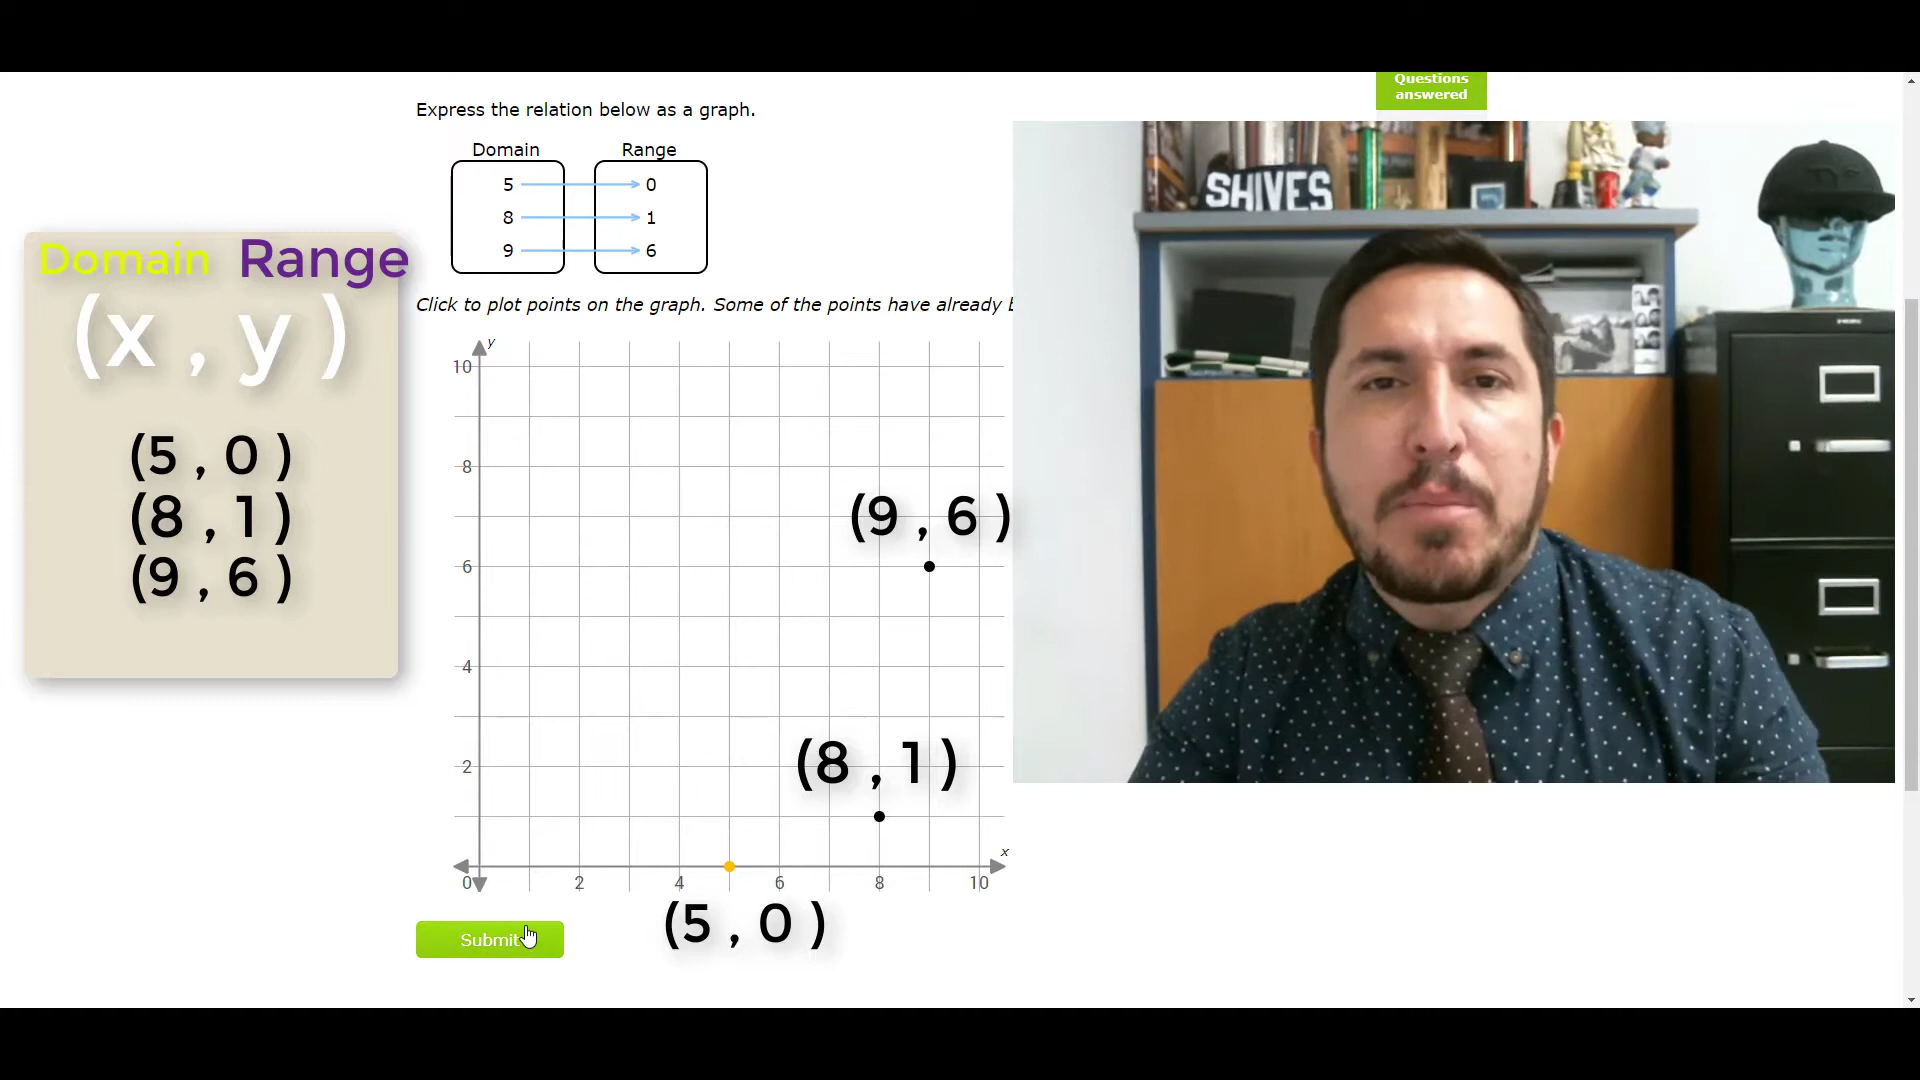 Questions
answered
Express the relation below as a graph.
Domain Range
5 0
8 1
9 6
Domain Range
(x , y )
(5 , 0 )
(8 , 1 )
(9 , 6 )
Click to plot points on the graph. Some of the points have already
y
10
8
6
4
2
0 2 4 6 8 10
x
(9 , 6 )
(8 , 1 )
(5 , 0 )
Submit
SHIVES